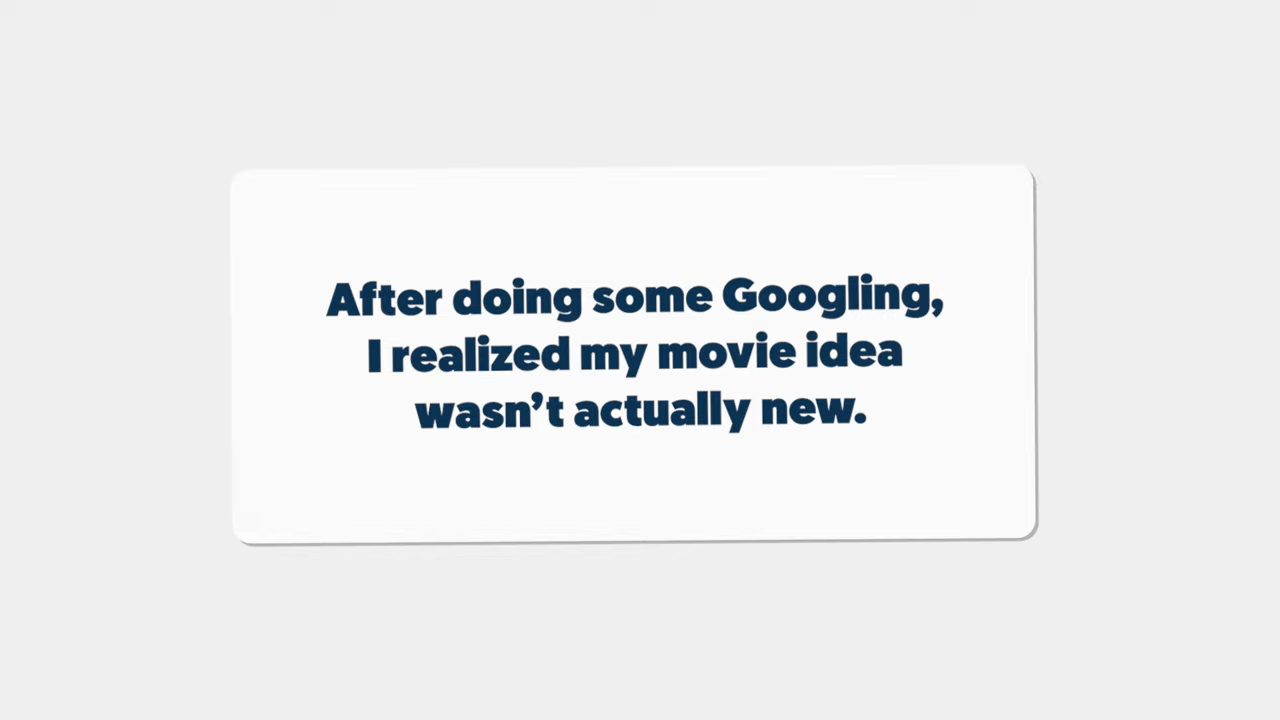 After doing some Googling,
I realized my movie idea
wasn’t actually new.